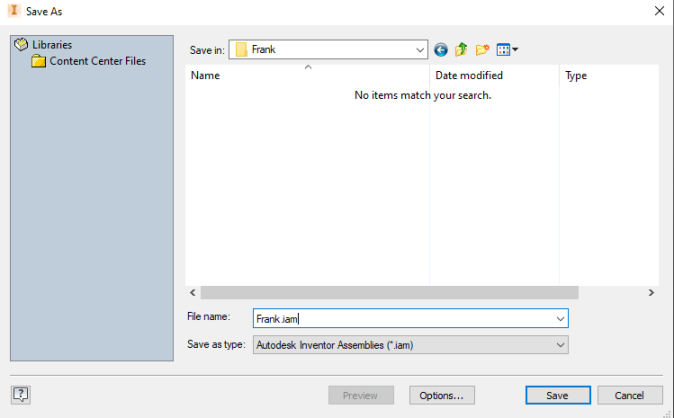 Save As
Libraries
Content Center Files
Save in: Frank
Name Date modified Type
No items match your search.
File name: Frank.iam
Save as type: Autodesk Inventor Assemblies (*.iam)
Preview Options... Save Cancel